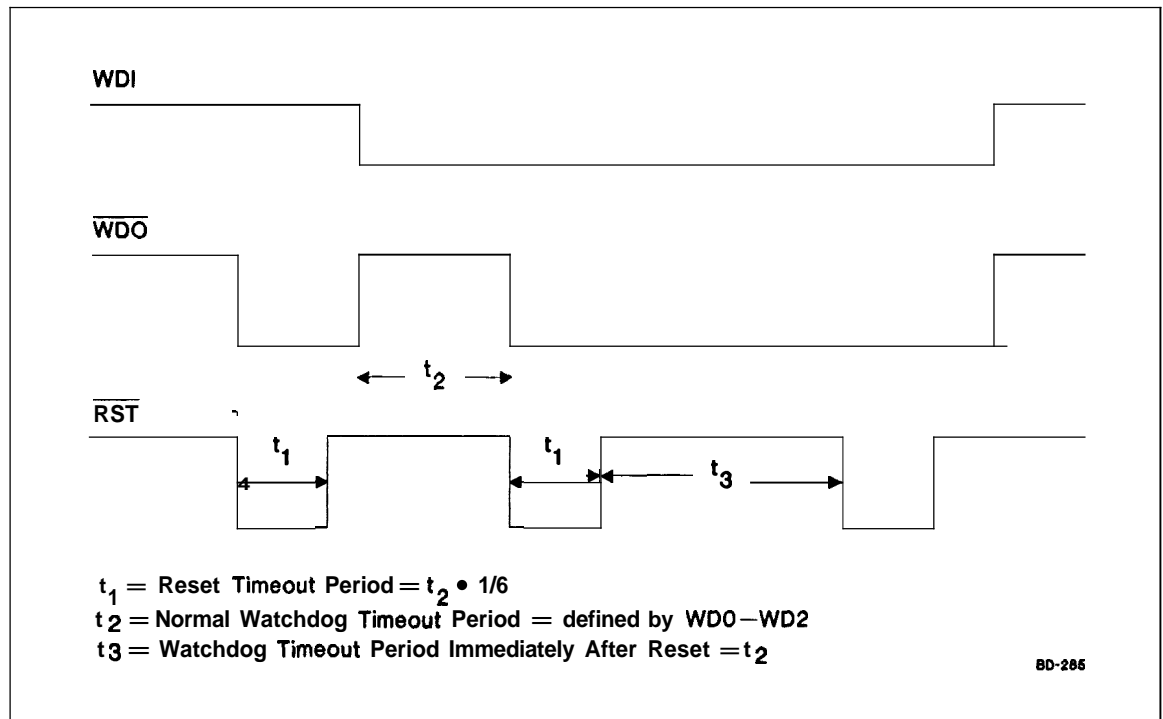 WDI
WDO
t2
RST
t1
t1
t3
t1 = Reset Timeout Period = t2 • 1/6
t2 = Normal Watchdog Timeout Period = defined by WD0–WD2
t3 = Watchdog Timeout Period Immediately After Reset = t2
BD-285